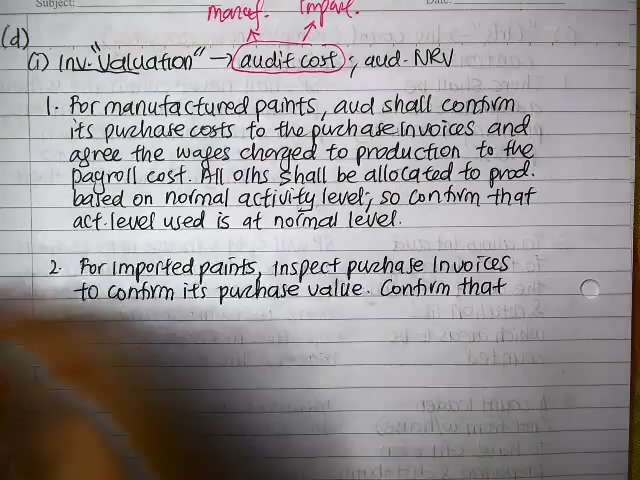 Subject:
Date:
manuf. Import.
(d)
(i) Inv. "Valuation" → audit cost ; aud. NRV
1. For manufactured paints, aud shall confirm
its purchase costs to the purchase invoices and
agree the wages charged to production to the
payroll cost. All o/hs shall be allocated to prod.
based on normal activity level; so confirm that
act. level used is at normal level.
2. For imported paints, inspect purchase invoices
to confirm it's purchase value. Confirm that